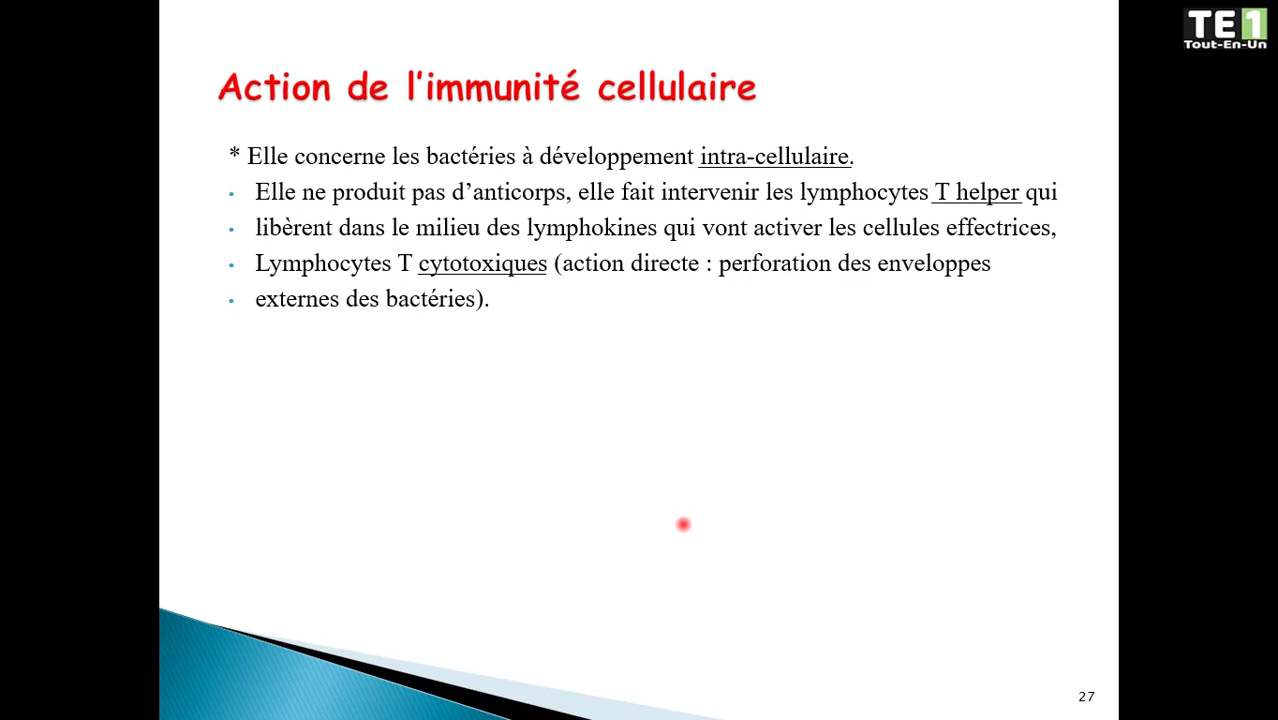 TE1
Tout-En-Un
Action de l’immunité cellulaire
* Elle concerne les bactéries à développement intra-cellulaire.
• Elle ne produit pas d’anticorps, elle fait intervenir les lymphocytes T helper qui
• libèrent dans le milieu des lymphokines qui vont activer les cellules effectrices,
• Lymphocytes T cytotoxiques (action directe : perforation des enveloppes
• externes des bactéries).
27